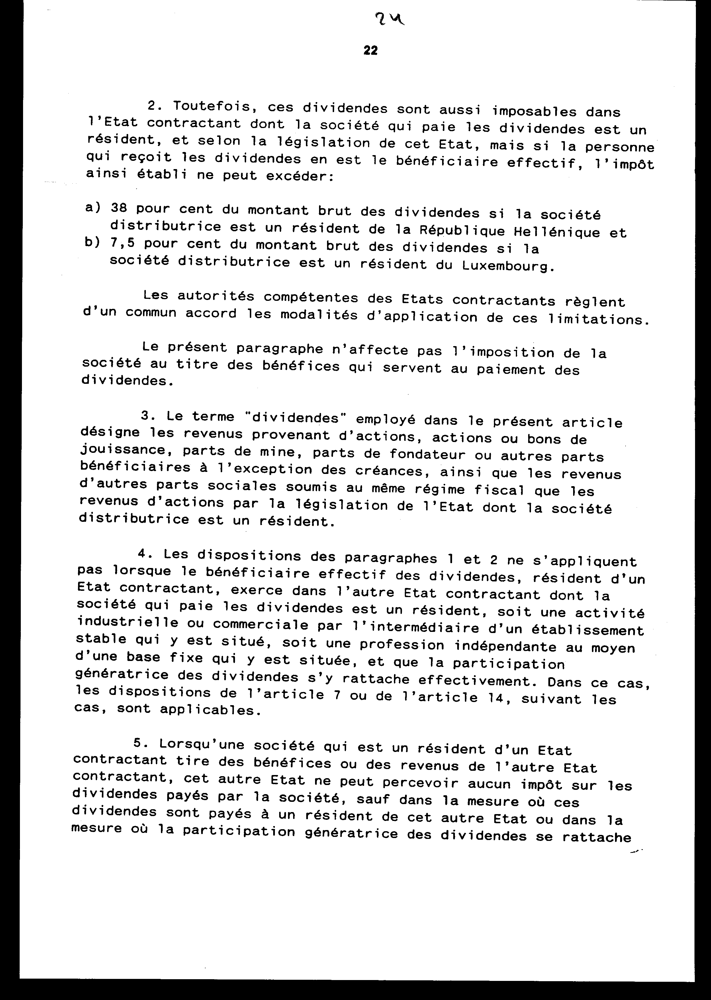 24
22
2. Toutefois, ces dividendes sont aussi imposables dans
l'Etat contractant dont la société qui paie les dividendes est un
résident, et selon la législation de cet Etat, mais si la personne
qui reçoit les dividendes en est le bénéficiaire effectif, l'impôt
ainsi établi ne peut excéder:
a) 38 pour cent du montant brut des dividendes si la société
distributrice est un résident de la République Hellénique et
b) 7,5 pour cent du montant brut des dividendes si la
société distributrice est un résident du Luxembourg.
Les autorités compétentes des Etats contractants règlent
d'un commun accord les modalités d'application de ces limitations.
Le présent paragraphe n'affecte pas l'imposition de la
société au titre des bénéfices qui servent au paiement des
dividendes.
3. Le terme "dividendes" employé dans le présent article
désigne les revenus provenant d'actions, actions ou bons de
jouissance, parts de mine, parts de fondateur ou autres parts
bénéficiaires à l'exception des créances, ainsi que les revenus
d'autres parts sociales soumis au même régime fiscal que les
revenus d'actions par la législation de l'Etat dont la société
distributrice est un résident.
4. Les dispositions des paragraphes 1 et 2 ne s'appliquent
pas lorsque le bénéficiaire effectif des dividendes, résident d'un
Etat contractant, exerce dans l'autre Etat contractant dont la
société qui paie les dividendes est un résident, soit une activité
industrielle ou commerciale par l'intermédiaire d'un établissement
stable qui y est situé, soit une profession indépendante au moyen
d'une base fixe qui y est située, et que la participation
génératrice des dividendes s'y rattache effectivement. Dans ce cas,
les dispositions de l'article 7 ou de l'article 14, suivant les
cas, sont applicables.
5. Lorsqu'une société qui est un résident d'un Etat
contractant tire des bénéfices ou des revenus de l'autre Etat
contractant, cet autre Etat ne peut percevoir aucun impôt sur les
dividendes payés par la société, sauf dans la mesure où ces
dividendes sont payés à un résident de cet autre Etat ou dans la
mesure où la participation génératrice des dividendes se rattache